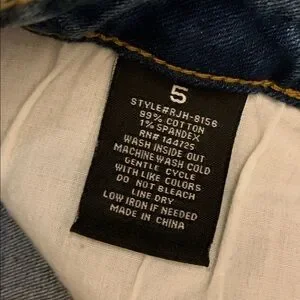 5
STYLE#RJH-8156
99% COTTON
1% SPANDEX
RN# 144725
WASH INSIDE OUT
MACHINE WASH COLD
GENTLE CYCLE
WITH LIKE COLORS
DO NOT BLEACH
LINE DRY
LOW IRON IF NEEDED
MADE IN CHINA